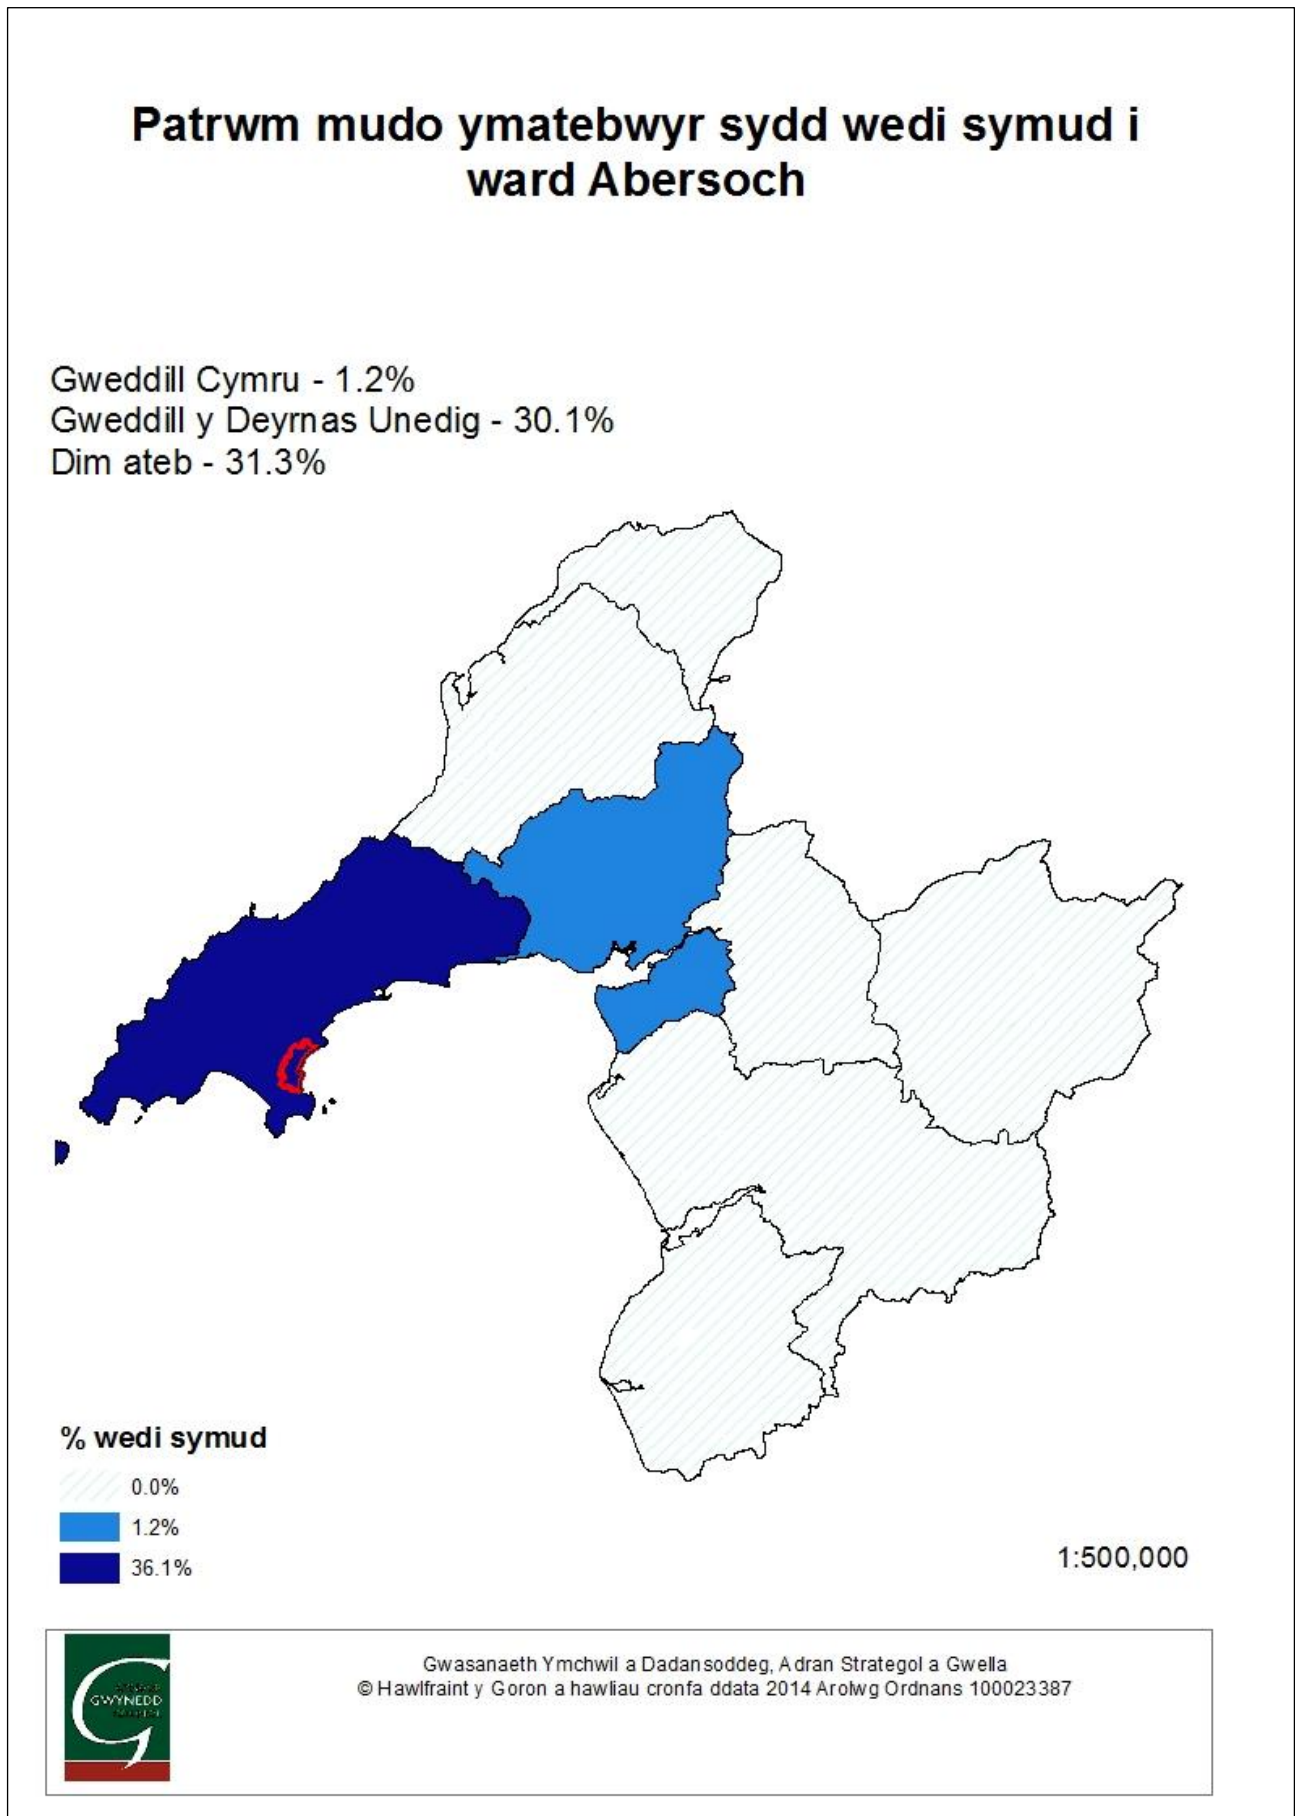 Patrwm mudo ymatebwyr sydd wedi symud i
ward Abersoch
Gweddill Cymru - 1.2%
Gweddill y Deyrnas Unedig - 30.1%
Dim ateb - 31.3%
% wedi symud
0.0%
1.2%
36.1%
1:500,000
GWYNEDD
Gwasanaeth Ymchwil a Dadansoddeg, Adran Strategol a Gwella
© Hawlfraint y Goron a hawliau cronfa ddata 2014 Arolwg Ordnans 100023387